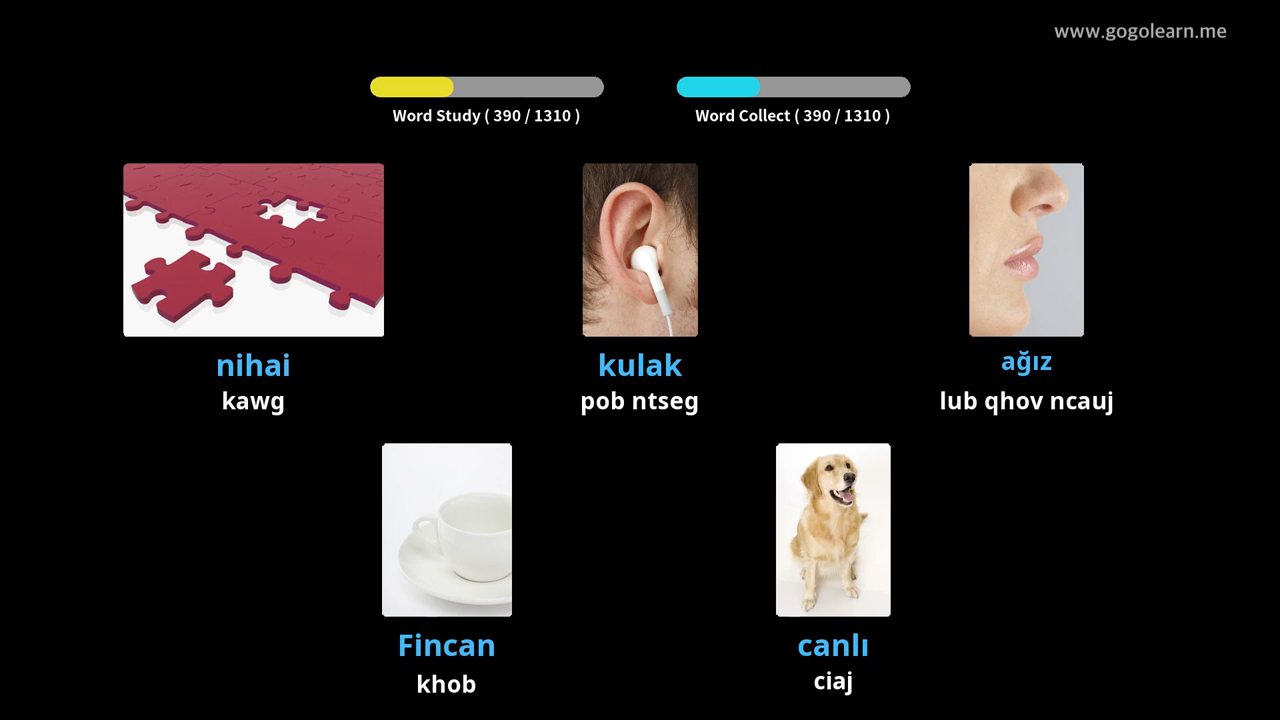 www.gogolearn.me
Word Study ( 390 / 1310 )
Word Collect ( 390 / 1310 )
nihai
kawg
kulak
pob ntseg
ağız
lub qhov ncauj
Fincan
khob
canlı
ciaj